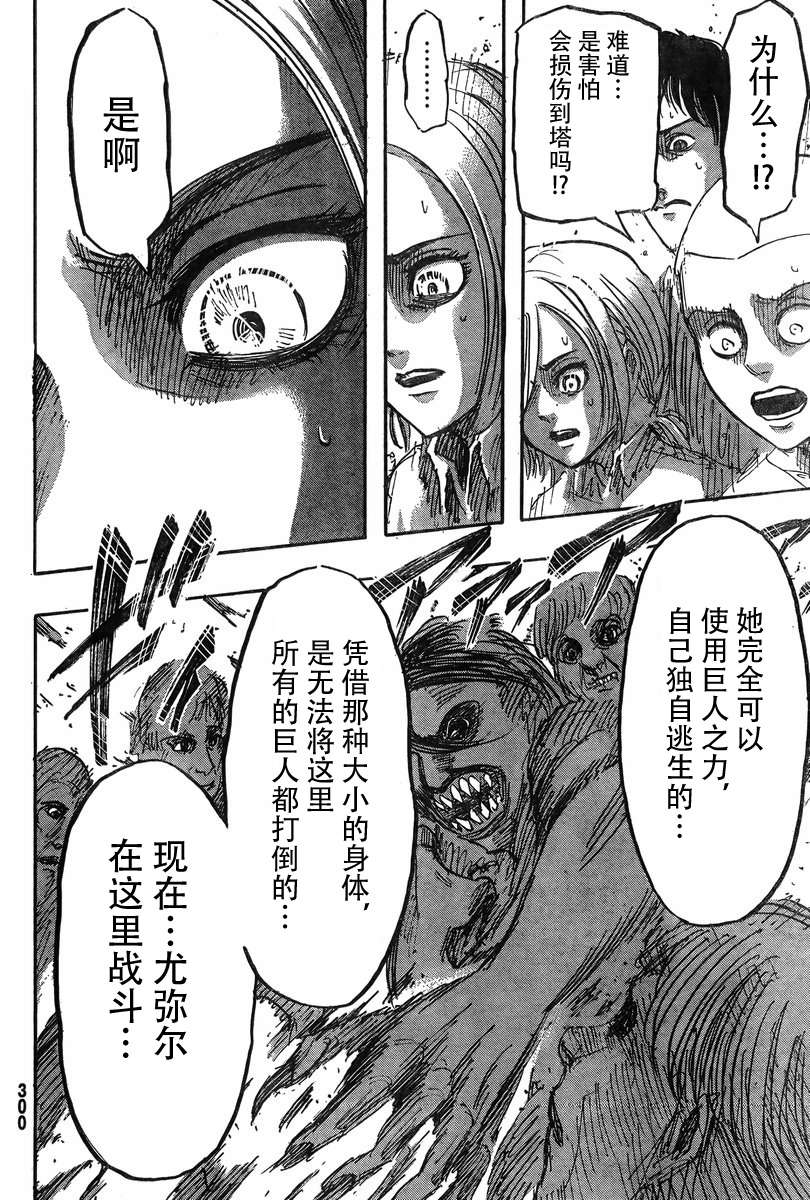 为什么…!?
难道…
是害怕
会损伤到塔吗!?
………
是啊
她完全可以
使用巨人之力,
自己独自逃生的…
凭借那种大小的身体,
是无法将这里
所有的巨人都打倒的…
现在…尤弥尔
在这里战斗…
300